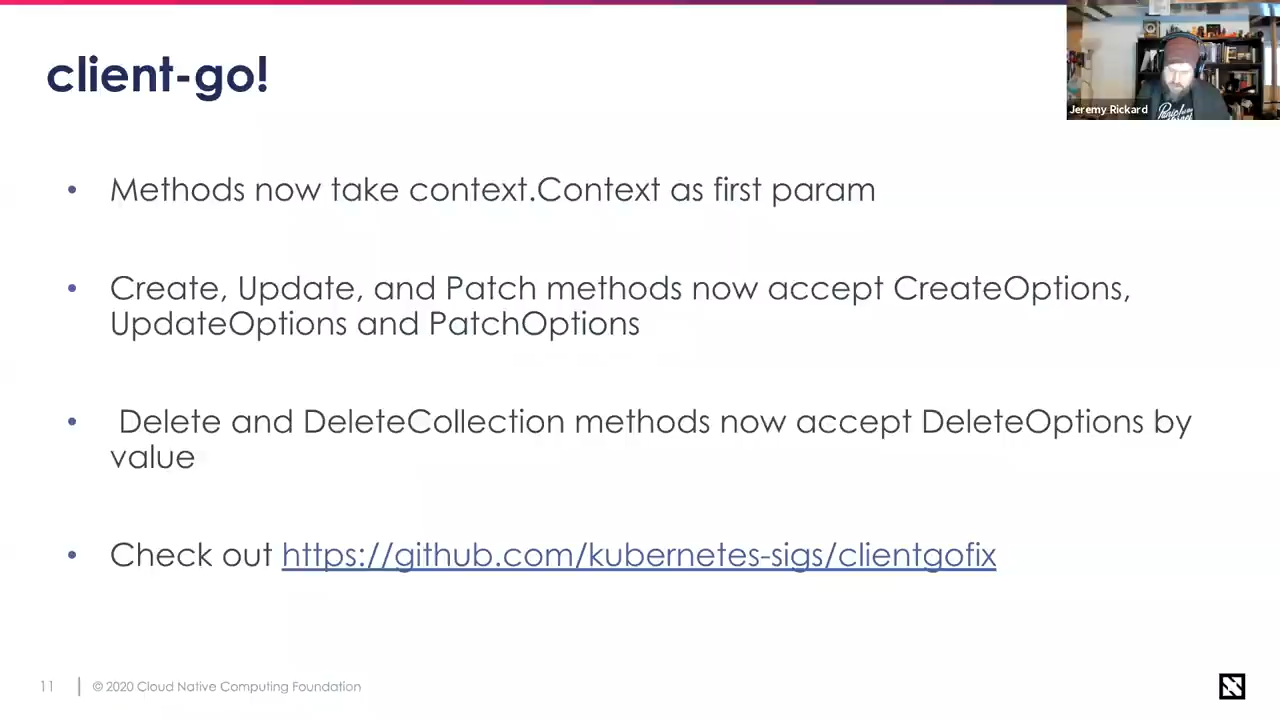 client-go!
Jeremy Rickard
• Methods now take context.Context as first param
• Create, Update, and Patch methods now accept CreateOptions,
UpdateOptions and PatchOptions
• Delete and DeleteCollection methods now accept DeleteOptions by
value
• Check out https://github.com/kubernetes-sigs/clientgofix
11
© 2020 Cloud Native Computing Foundation